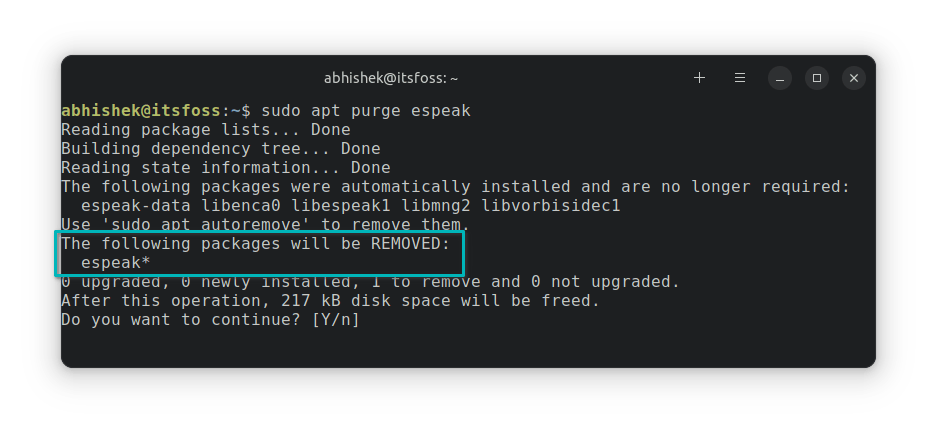 abhishek@itsfoss: ~
abhishek@itsfoss:~$ sudo apt purge espeak
Reading package lists... Done
Building dependency tree... Done
Reading state information... Done
The following packages were automatically installed and are no longer required:
  espeak-data libenca0 libespeak1 libmng2 libvorbisidec1
Use 'sudo apt autoremove' to remove them.
The following packages will be REMOVED:
  espeak*
0 upgraded, 0 newly installed, 1 to remove and 0 not upgraded.
After this operation, 217 kB disk space will be freed.
Do you want to continue? [Y/n]